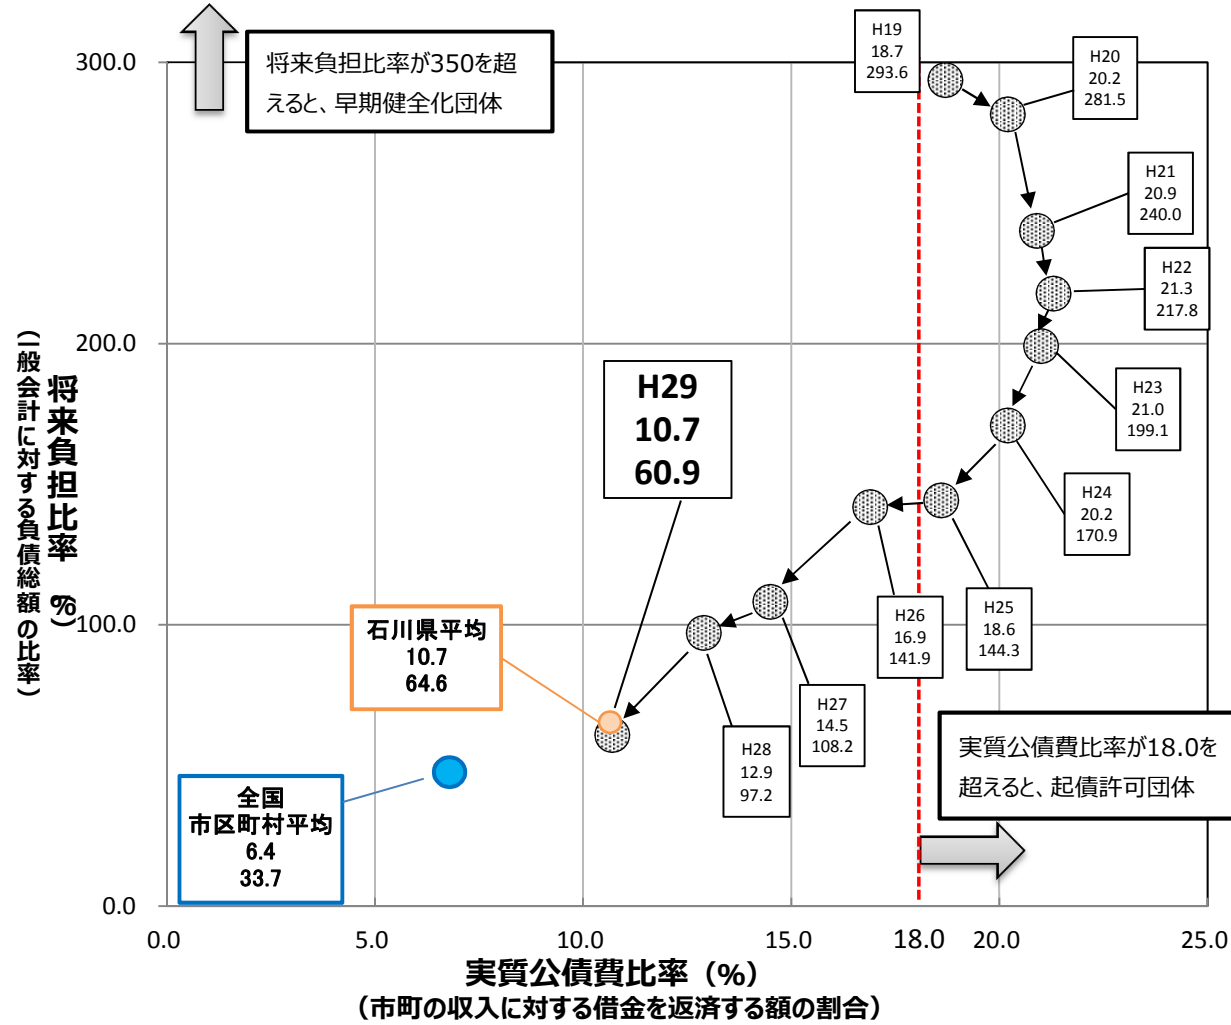 将来負担比率が350を超
えると、早期健全化団体
H19
18.7
293.6
H20
20.2
281.5
H21
20.9
240.0
H22
21.3
217.8
H23
21.0
199.1
H24
20.2
170.9
H25
18.6
144.3
H26
16.9
141.9
H27
14.5
108.2
H28
12.9
97.2
H29
10.7
60.9
石川県平均
10.7
64.6
全国
市区町村平均
6.4
33.7
実質公債費比率が18.0を
超えると、起債許可団体
300.0
200.0
100.0
0.0
将来負担比率 (%)
(一般会計に対する負債総額の比率)
0.0
5.0
10.0
15.0
18.0
20.0
25.0
実質公債費比率（%）
（市町の収入に対する借金を返済する額の割合）